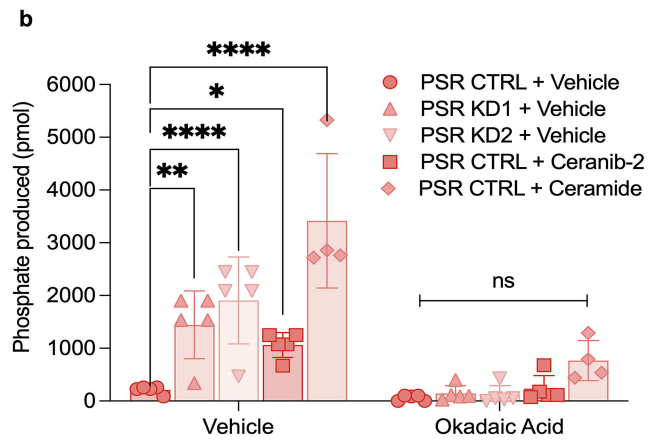 b
****
*
****
**
Phosphate produced (pmol)
6000
5000
4000
3000
2000
1000
0
PSR CTRL + Vehicle
PSR KD1 + Vehicle
PSR KD2 + Vehicle
PSR CTRL + Ceranib-2
PSR CTRL + Ceramide
ns
Vehicle
Okadaic Acid